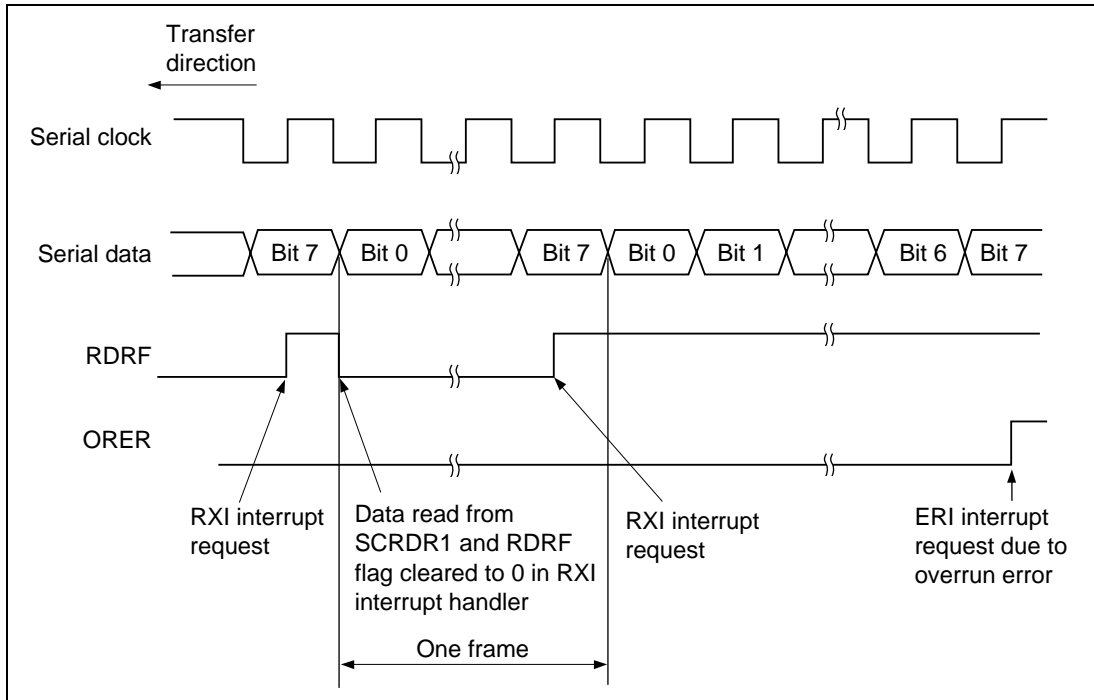 Transfer
direction
Serial clock
Serial data
Bit 7
Bit 0
Bit 7
Bit 0
Bit 1
Bit 6
Bit 7
RDRF
ORER
RXI interrupt
request
Data read from
SCRDR1 and RDRF
flag cleared to 0 in RXI
interrupt handler
RXI interrupt
request
ERI interrupt
request due to
overrun error
One frame